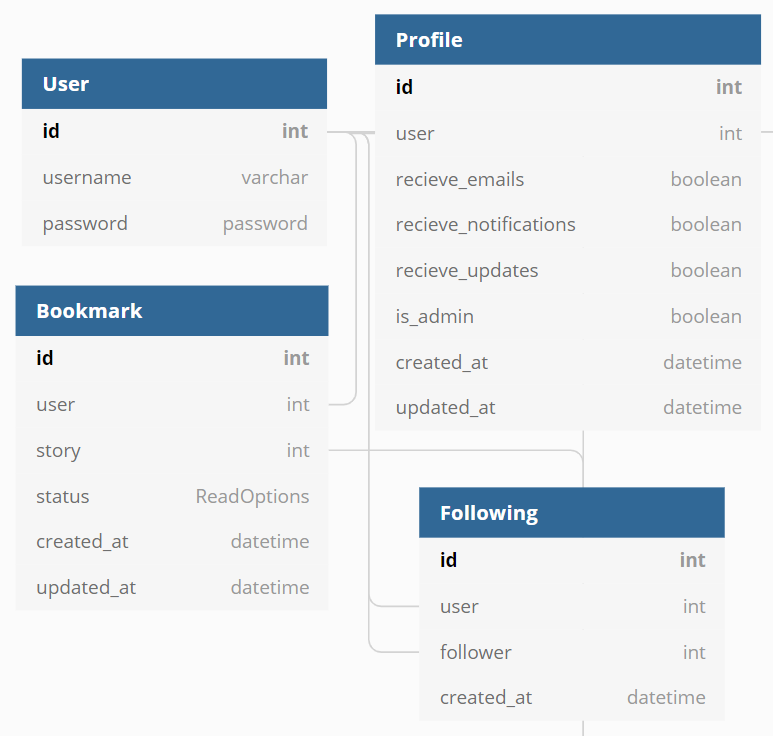 User
id int
username varchar
password password
Profile
id int
user int
recieve_emails boolean
recieve_notifications boolean
recieve_updates boolean
is_admin boolean
created_at datetime
updated_at datetime
Bookmark
id int
user int
story int
status ReadOptions
created_at datetime
updated_at datetime
Following
id int
user int
follower int
created_at datetime